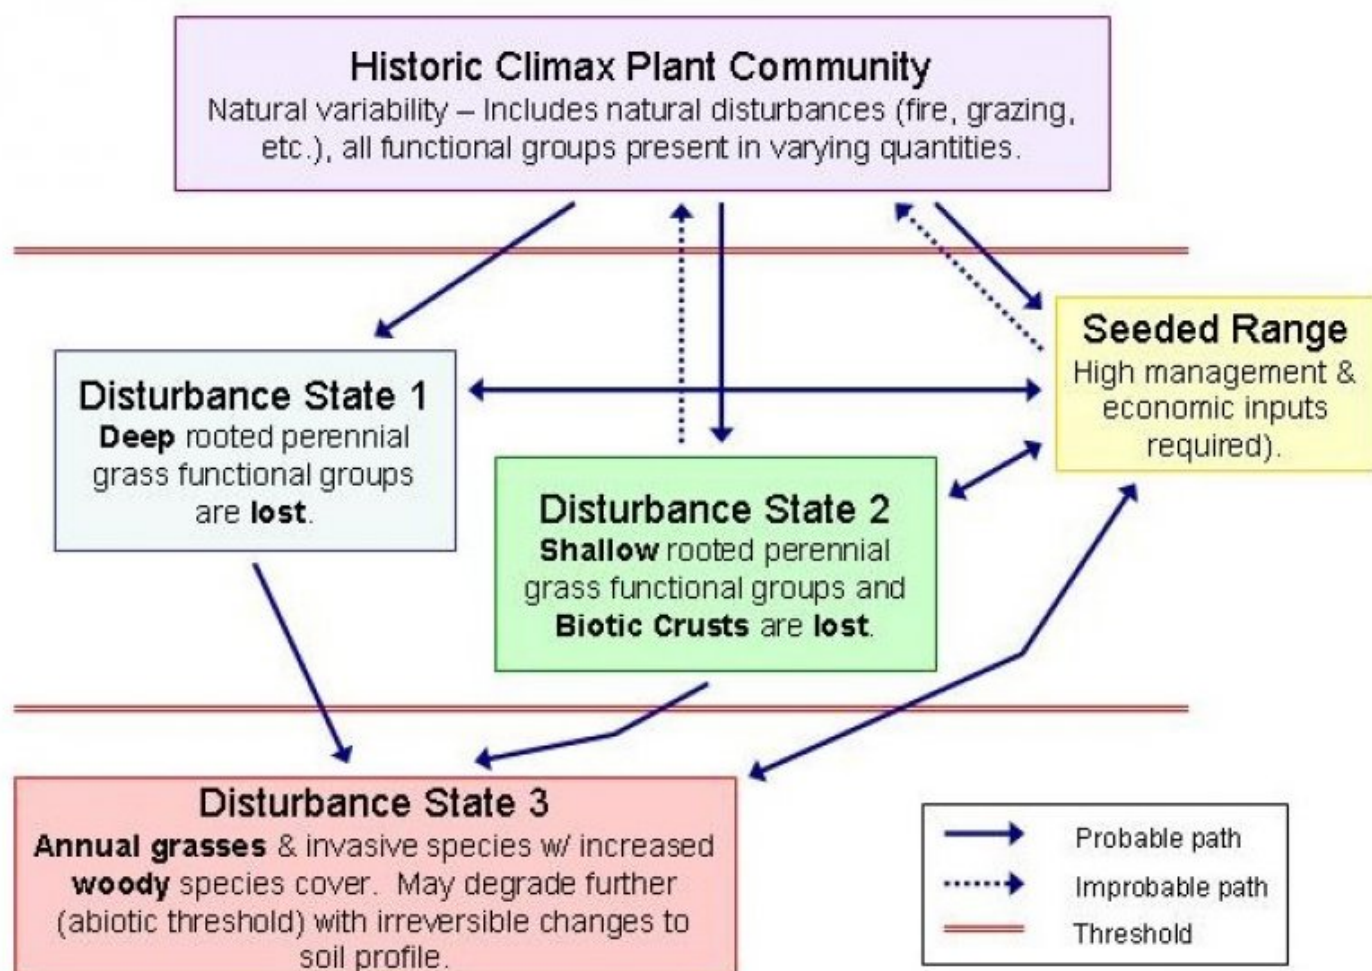 Historic Climax Plant Community
Natural variability – Includes natural disturbances (fire, grazing,
etc.), all functional groups present in varying quantities.
Seeded Range
High management &
economic inputs
required).
Disturbance State 1
Deep rooted perennial
grass functional groups
are lost.
Disturbance State 2
Shallow rooted perennial
grass functional groups and
Biotic Crusts are lost.
Disturbance State 3
Annual grasses & invasive species w/ increased
woody species cover. May degrade further
(abiotic threshold) with irreversible changes to
soil profile.
Probable path
Improbable path
Threshold